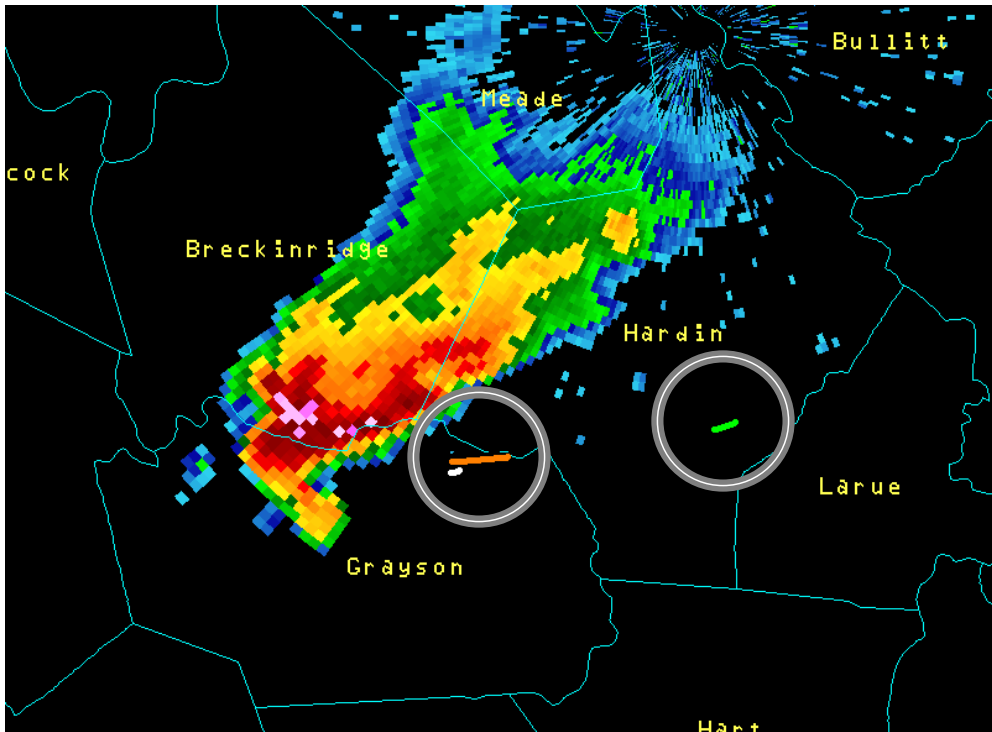 Bullitt
Meade
cock
Breckinridge
Hardin
Larue
Grayson
Hart